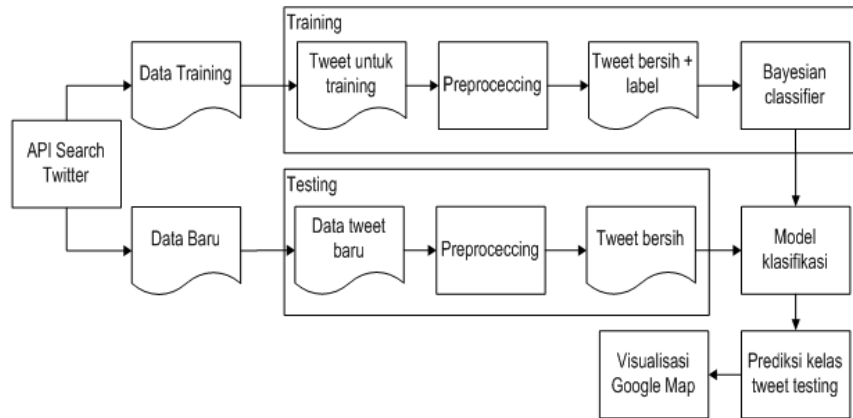 Training
Data Training
Tweet untuk
training
Preproceccing
Tweet bersih +
label
Bayesian
classifier
API Search
Twitter
Testing
Data Baru
Data tweet
baru
Preproceccing
Tweet bersih
Model
klasifikasi
Visualisasi
Google Map
Prediksi kelas
tweet testing